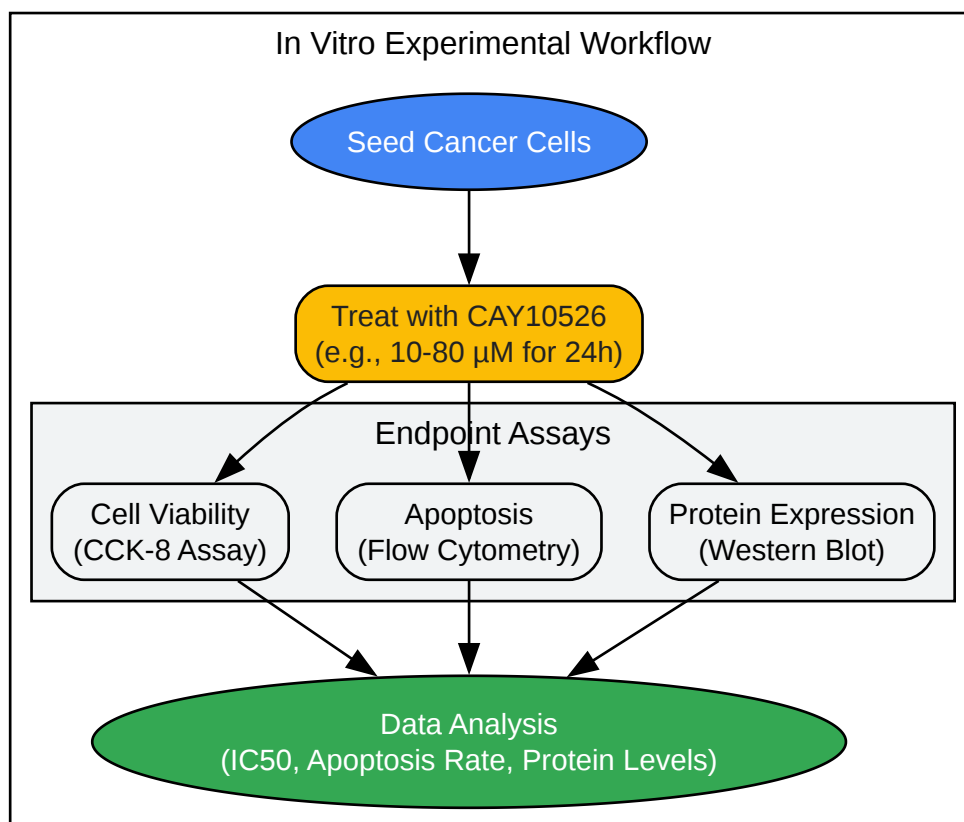 In Vitro Experimental Workflow
Seed Cancer Cells
Treat with CAY10526
(e.g., 10-80 µM for 24h)
Endpoint Assays
Cell Viability
(CCK-8 Assay)
Apoptosis
(Flow Cytometry)
Protein Expression
(Western Blot)
Data Analysis
(IC50, Apoptosis Rate, Protein Levels)